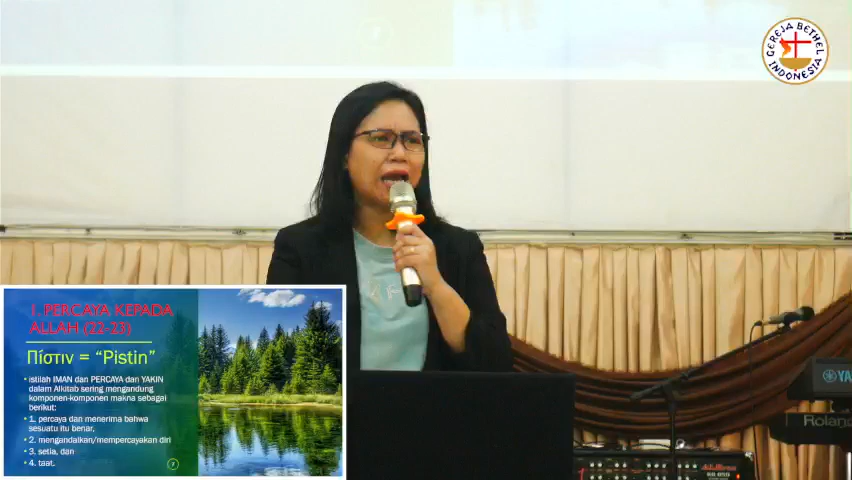 GEREJA BETHEL
INDONESIA
1. PERCAYA KEPADA
ALLAH (22-23)
Πίστιν = “Pistin”
• istilah IMAN dan PERCAYA dan YAKIN
dalam Alkitab sering mengandung
komponen-komponen makna sebagai
berikut:
• 1. percaya dan menerima bahwa
sesuatu itu benar,
• 2. mengandalkan/mempercayakan diri
• 3. setia, dan
• 4. taat.
YA
Roland